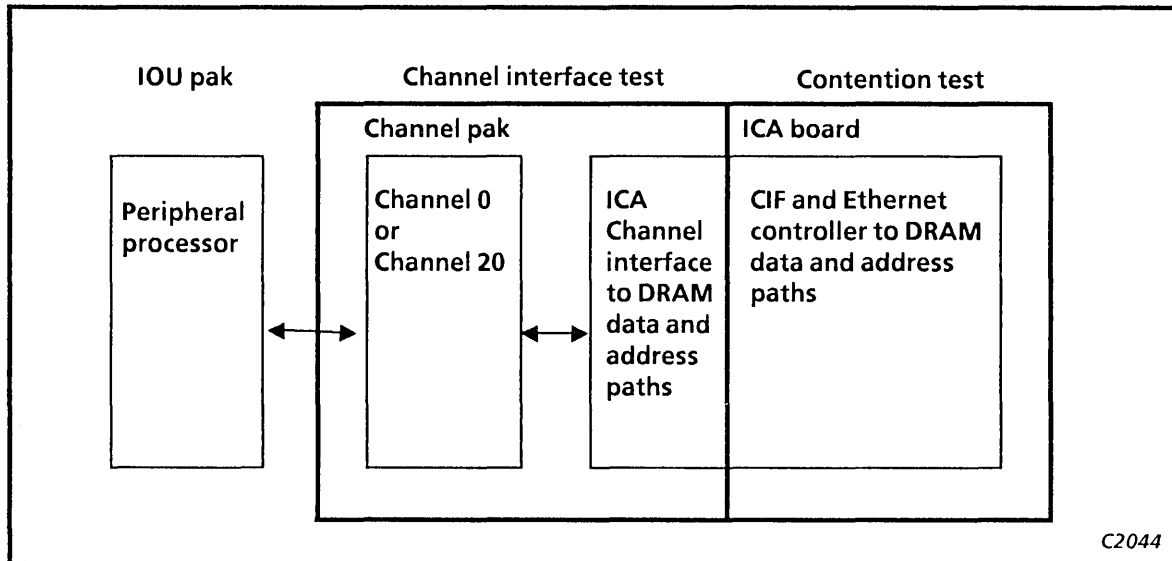 IOU pak
Channel interface test
Contention test
Channel pak
ICA board
Peripheral
processor
Channel 0
or
Channel 20
ICA
Channel
interface
to DRAM
data and
address
paths
CIF and Ethernet
controller to DRAM
data and address
paths
C2044